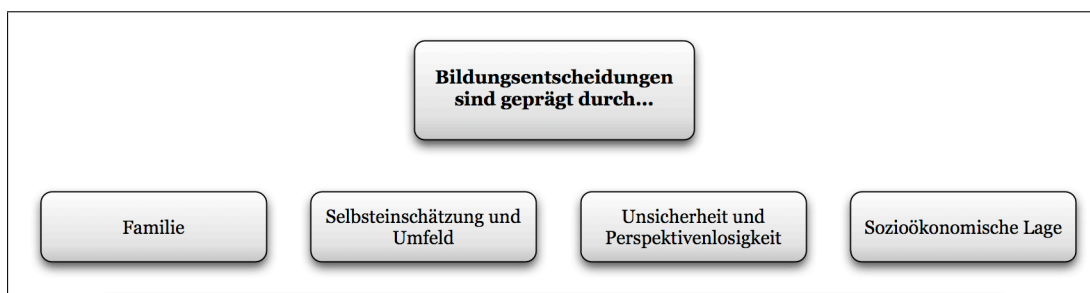 Bildungsentscheidungen
sind geprägt durch...
Familie
Selbsteinschätzung und
Umfeld
Unsicherheit und
Perspektivenlosigkeit
Sozioökonomische Lage